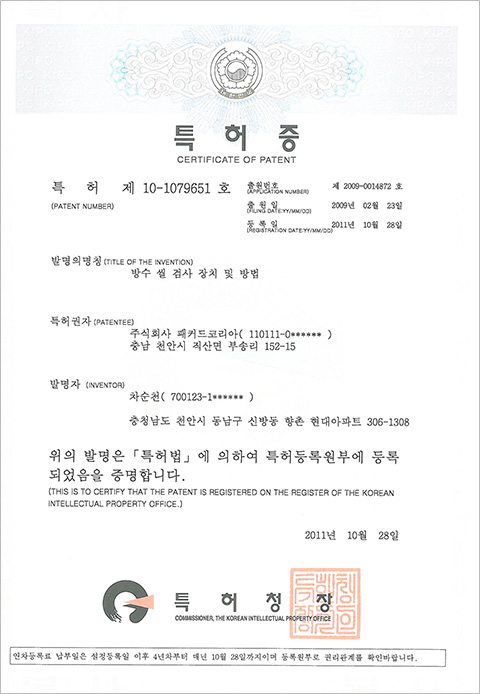 특허증
CERTIFICATE OF PATENT
특 허 제 10-1079651 호
(PATENT NUMBER)
출원번호 제 2009-0014872 호
(APPLICATION NUMBER)
출 원 일 2009년 02월 23일
(FILING DATE:YY/MM/DD)
등 록 일 2011년 10월 28일
(REGISTRATION DATE:YY/MM/DD)
발명의명칭 (TITLE OF THE INVENTION)
방수 씰 검사 장치 및 방법
특허권자 (PATENTEE)
주식회사 패커드코리아( 110111-0****** )
충남 천안시 직산면 부송리 152-15
발명자 (INVENTOR)
차순천( 700123-1****** )
충청남도 천안시 동남구 신방동 향촌 현대아파트 306-1308
위의 발명은 「특허법」에 의하여 특허등록원부에 등록
되었음을 증명합니다.
(THIS IS TO CERTIFY THAT THE PATENT IS REGISTERED ON THE REGISTER OF THE KOREAN
INTELLECTUAL PROPERTY OFFICE.)
2011년 10월 28일
특 허 청 장
COMMISSIONER, THE KOREAN INTELLECTUAL PROPERTY OFFICE
연차등록료 납부일은 설정등록일 이후 4년차부터 매년 10월 28일까지이며 등록원부로 권리관계를 확인바랍니다.